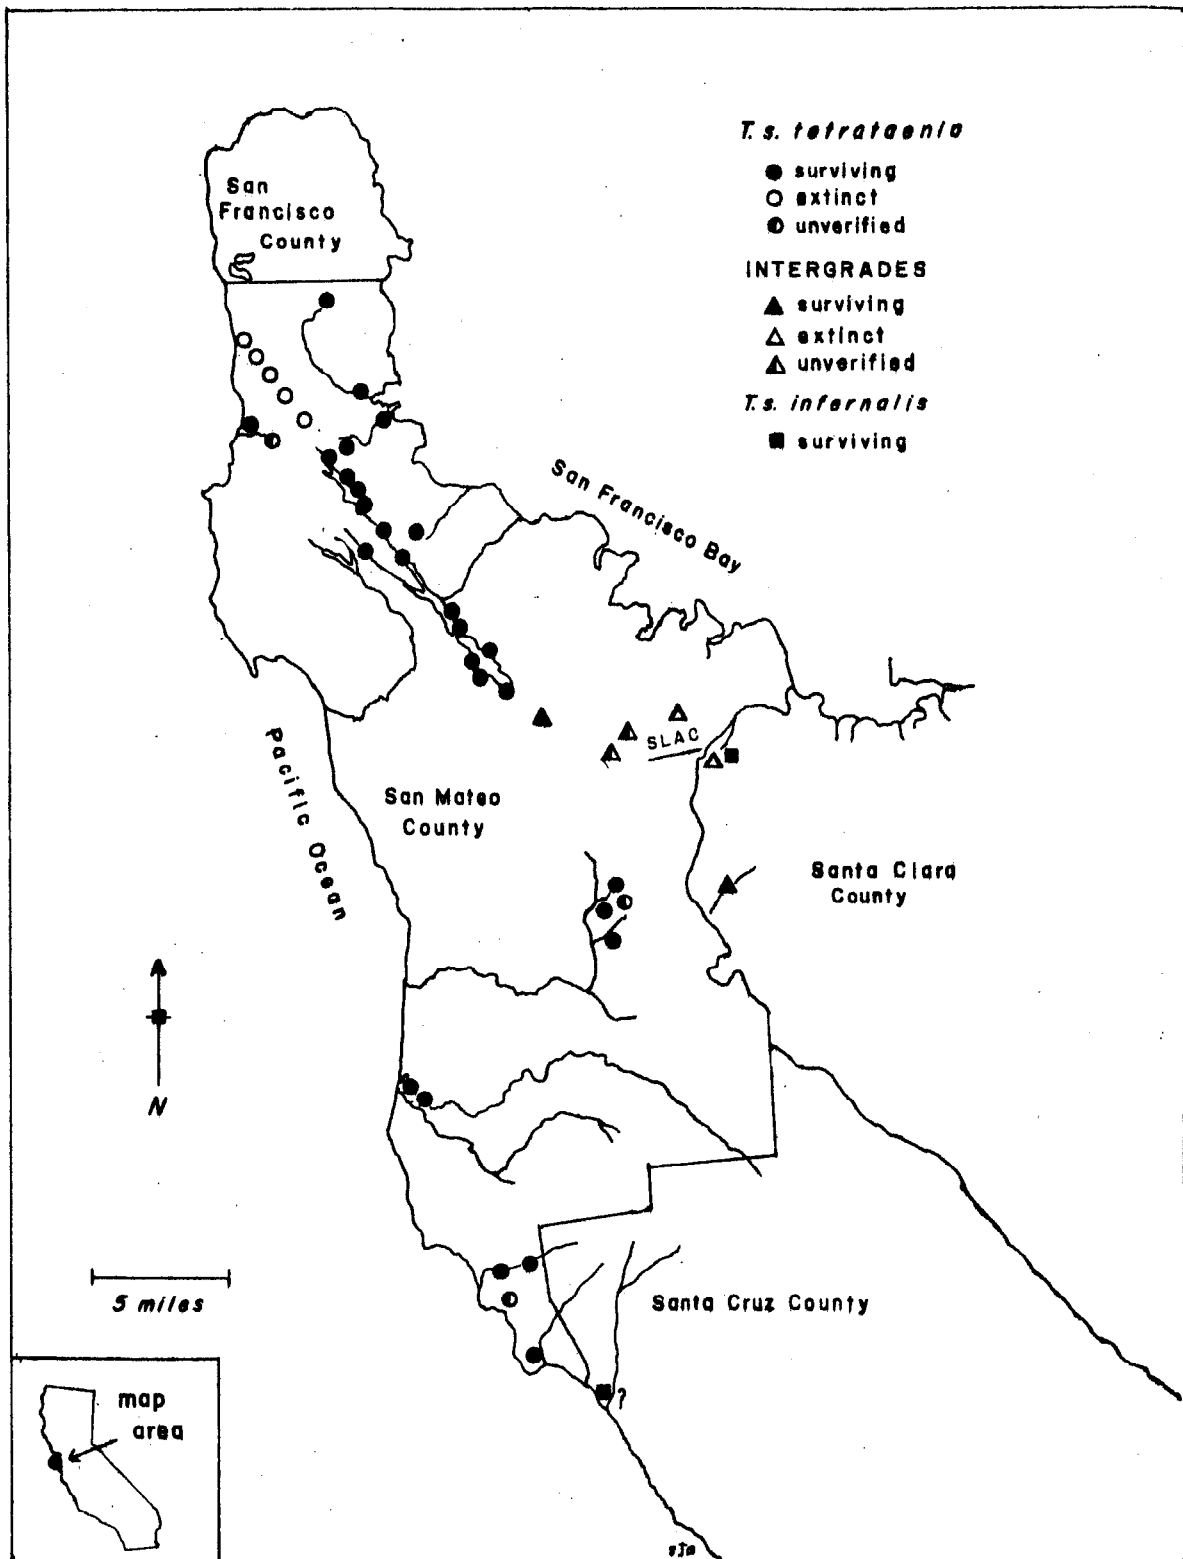 T. s. tetrataenia
surviving
extinct
unverified
INTERGRADES
surviving
extinct
unverified
T. s. infernalis
surviving
San
Francisco
County
San Francisco Bay
SLAC
Pacific Ocean
San Mateo
County
Santa Clara
County
N
5 miles
Santa Cruz County
?
map
area